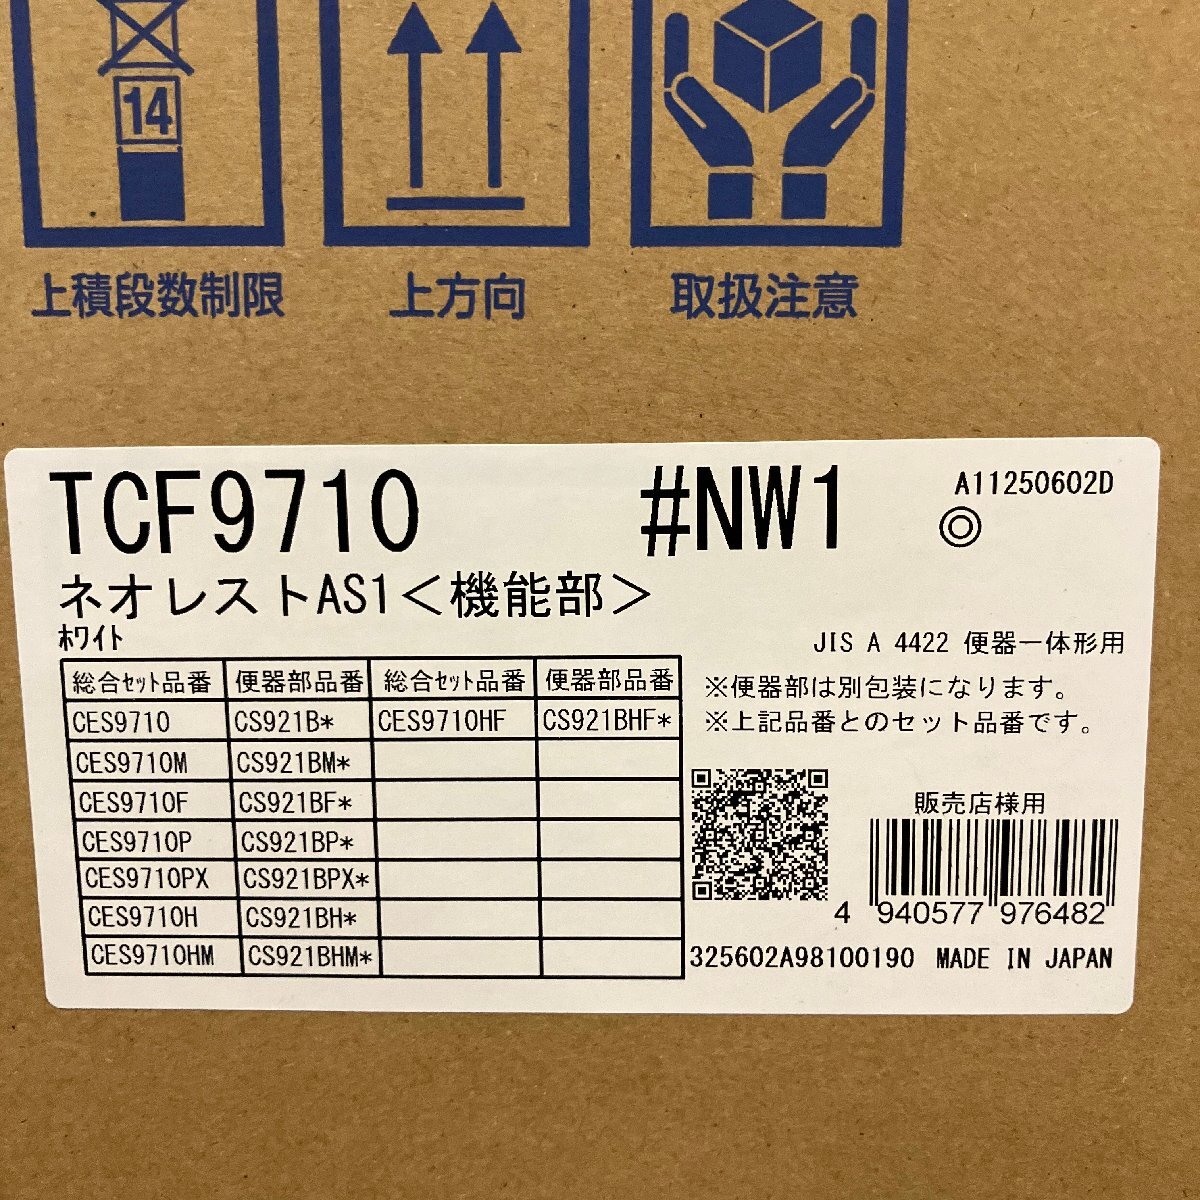 14
上積段数制限 上方向 取扱注意
TCF9710 #NW1 A11250602D
◎
ネオレストAS1＜機能部＞
ﾎﾜｲﾄ
JIS A 4422 便器一体形用
総合ｾｯﾄ品番 便器部品番 総合ｾｯﾄ品番 便器部品番
CES9710 CS921B* CES9710HF CS921BHF*
CES9710M CS921BM*
CES9710F CS921BF*
CES9710P CS921BP*
CES9710PX CS921BPX*
CES9710H CS921BH*
CES9710HM CS921BHM*
※便器部は別包装になります。
※上記品番とのセット品番です。
販売店様用
4 940577 976482
325602A98100190 MADE IN JAPAN